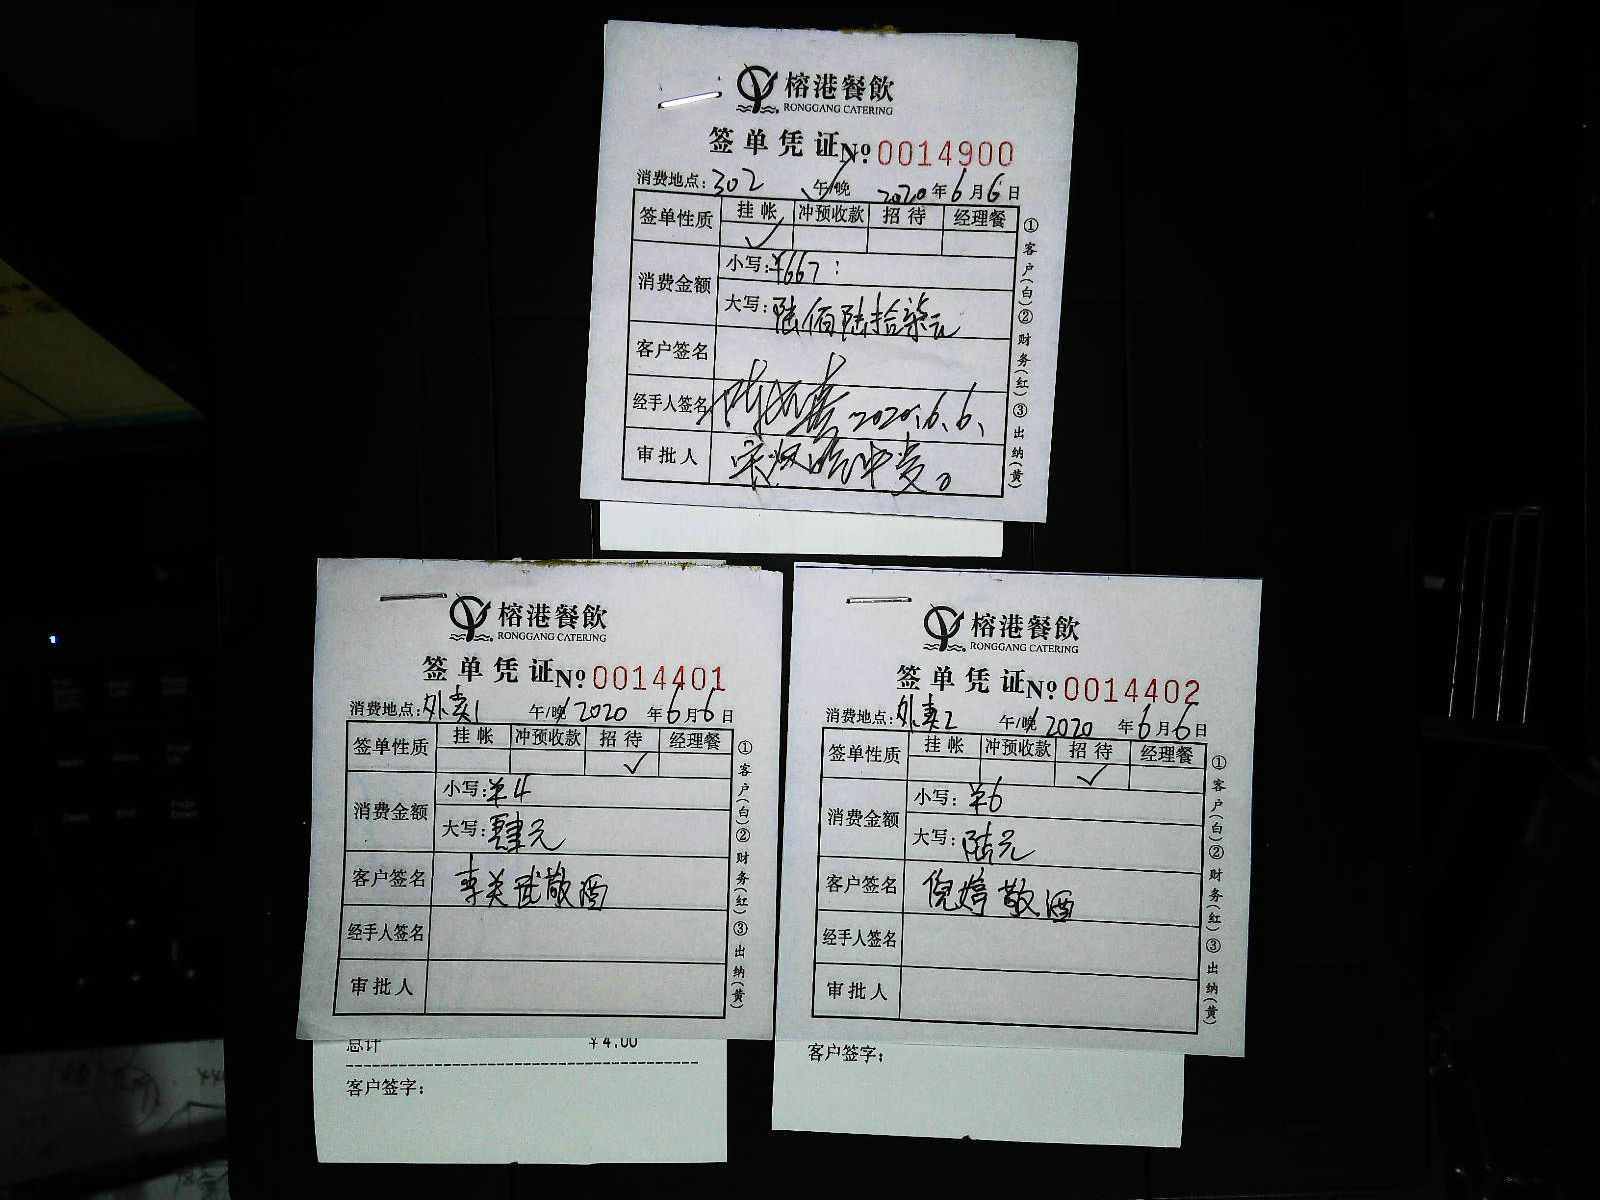 榕港餐飲
RONGGANG CATERING
签单凭证 No 0014900
消费地点: 302 午/晚 2020 年 6 月 6 日
签单性质 挂帐 冲预收款 招待 经理餐
✓
消费金额 小写: ¥667
大写: 陆佰陆拾柒元
客户签名
经手人签名 2020.6.6.
审批人
①客户(白)②财务(红)③出纳(黄)
榕港餐飲
RONGGANG CATERING
签单凭证 No 0014401
消费地点: 外卖1 午/晚 2020 年 6 月 6 日
签单性质 挂帐 冲预收款 招待 经理餐
✓
消费金额 小写: ¥4
大写: 肆元
客户签名 李关武敬酒
经手人签名
审批人
①客户(白)②财务(红)③出纳(黄)
总计 ¥4.00
客户签字:
榕港餐飲
RONGGANG CATERING
签单凭证 No 0014402
消费地点: 外卖2 午/晚 2020 年 6 月 6 日
签单性质 挂帐 冲预收款 招待 经理餐
✓
消费金额 小写: ¥6
大写: 陆元
客户签名 倪婷敬酒
经手人签名
审批人
①客户(白)②财务(红)③出纳(黄)
客户签字: